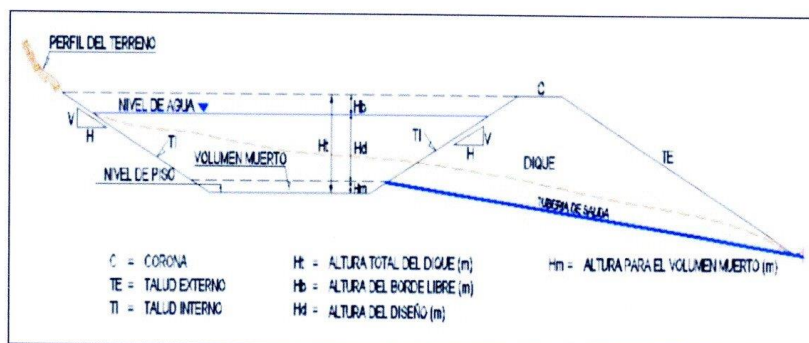 PERFIL DEL TERRENO
C
NIVEL DE AGUA
Hb
V
H
TI
Ht
Hd
TI
V
H
TE
DIQUE
VOLUMEN MUERTO
NIVEL DE PISO
Hm
TUBERIA DE SALIDA
C = CORONA
Ht = ALTURA TOTAL DEL DIQUE (m)
Hm = ALTURA PARA EL VOLUMEN MUERTO (m)
TE = TALUD EXTERNO
Hb = ALTURA DEL BORDE LIBRE (m)
TI = TALUD INTERNO
Hd = ALTURA DEL DISEÑO (m)